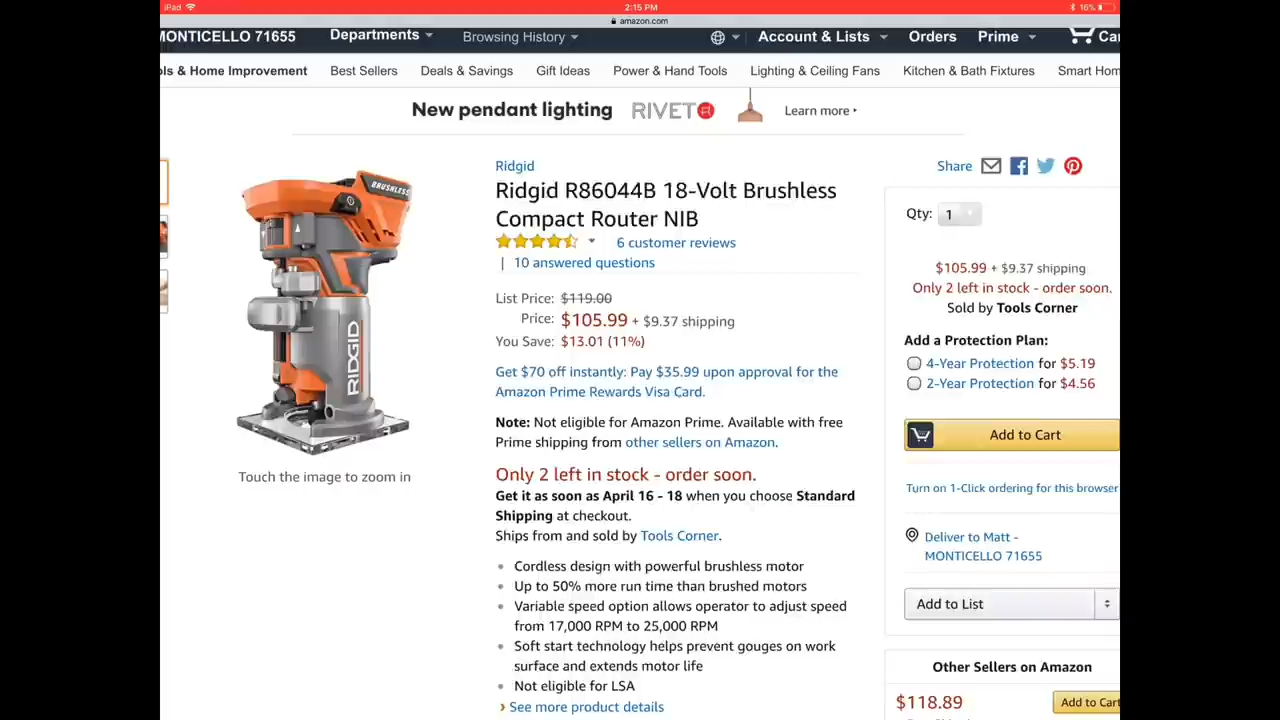 iPad
2:15 PM
16%
amazon.com
MONTICELLO 71655
Departments
Browsing History
Account & Lists
Orders
Prime
ls & Home Improvement
Best Sellers
Deals & Savings
Gift Ideas
Power & Hand Tools
Lighting & Ceiling Fans
Kitchen & Bath Fixtures
Smart Hom
New pendant lighting RIVET Learn more
BRUSHLESS
RIDGID
Touch the image to zoom in
Ridgid
Ridgid R86044B 18-Volt Brushless
Compact Router NIB
6 customer reviews
| 10 answered questions
List Price: $119.00
Price: $105.99 + $9.37 shipping
You Save: $13.01 (11%)
Get $70 off instantly: Pay $35.99 upon approval for the
Amazon Prime Rewards Visa Card.
Note: Not eligible for Amazon Prime. Available with free
Prime shipping from other sellers on Amazon.
Only 2 left in stock - order soon.
Get it as soon as April 16 - 18 when you choose Standard
Shipping at checkout.
Ships from and sold by Tools Corner.
Cordless design with powerful brushless motor
Up to 50% more run time than brushed motors
Variable speed option allows operator to adjust speed
from 17,000 RPM to 25,000 RPM
Soft start technology helps prevent gouges on work
surface and extends motor life
Not eligible for LSA
› See more product details
Share
Qty: 1
$105.99 + $9.37 shipping
Only 2 left in stock - order soon.
Sold by Tools Corner
Add a Protection Plan:
4-Year Protection for $5.19
2-Year Protection for $4.56
Add to Cart
Turn on 1-Click ordering for this browser
Deliver to Matt -
MONTICELLO 71655
Add to List
Other Sellers on Amazon
$118.89
Add to Cart